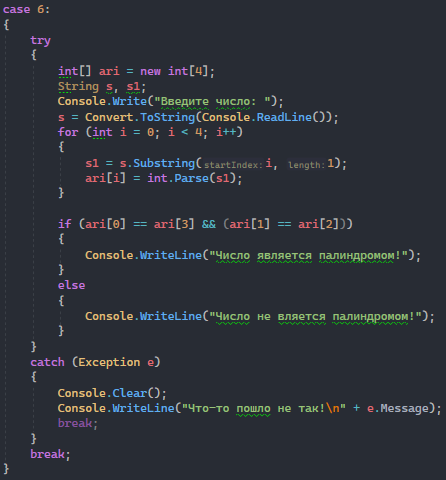 case 6:
{
try
{
int[] ari = new int[4];
String s, s1;
Console.Write("Введите число: ");
s = Convert.ToString(Console.ReadLine());
for (int i = 0; i < 4; i++)
{
s1 = s.Substring(startIndex:i, length:1);
ari[i] = int.Parse(s1);
}
if (ari[0] == ari[3] && (ari[1] == ari[2]))
{
Console.WriteLine("Число является палиндромом!");
}
else
{
Console.WriteLine("Число не вляется палиндромом!");
}
}
catch (Exception e)
{
Console.Clear();
Console.WriteLine("Что-то пошло не так!\n" + e.Message);
break;
}
break;
}